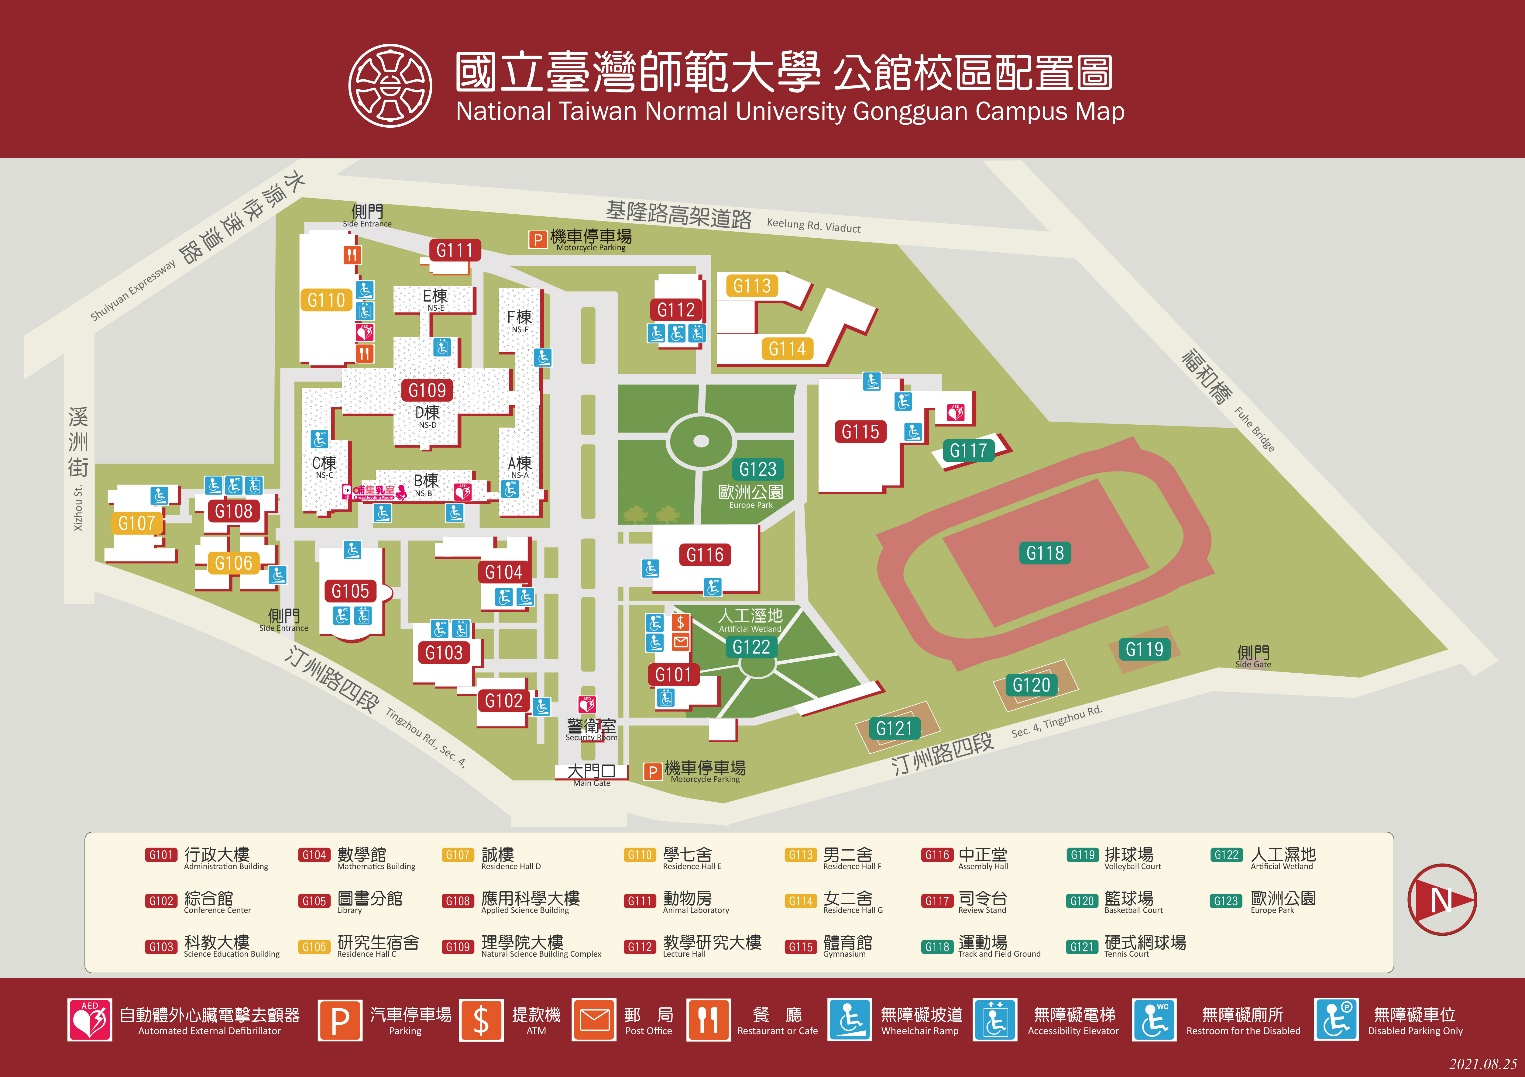 國立臺灣師範大學 公館校區配置圖
National Taiwan Normal University Gongguan Campus Map
水源快速道路
Shuiyuan Expressway
側門
Side Entrance
基隆路高架道路 Keelung Rd. Viaduct
P 機車停車場
Motorcycle Parking
G111
G110
E棟
NS-E
F棟
NS-F
G112
G113
G114
福和橋
Fuhe Bridge
G109
D棟
NS-D
溪洲街
Xizhou St.
C棟
NS-C
B棟
NS-B
A棟
NS-A
哺集乳室
G123
歐洲公園
Europe Park
G115
AED
G117
G107
G108
G106
G105
G104
G116
G118
側門
Side Entrance
G103
G102
$
G101
人工溼地
Artificial Wetland
G122
G119
側門
Side Gate
G120
G121
汀州路四段
Tingzhou Rd., Sec. 4,
警衛室
Security Room
大門口
Main Gate
P 機車停車場
Motorcycle Parking
汀州路四段
Sec. 4, Tingzhou Rd.
G101 行政大樓
Administration Building
G104 數學館
Mathematics Building
G107 誠樓
Residence Hall D
G110 學七舍
Residence Hall E
G113 男二舍
Residence Hall F
G116 中正堂
Assembly Hall
G119 排球場
Volleyball Court
G122 人工濕地
Artificial Wetland
G102 綜合館
Conference Center
G105 圖書分館
Library
G108 應用科學大樓
Applied Science Building
G111 動物房
Animal Laboratory
G114 女二舍
Residence Hall G
G117 司令台
Review Stand
G120 籃球場
Basketball Court
G123 歐洲公園
Europe Park
G103 科教大樓
Science Education Building
G106 研究生宿舍
Residence Hall C
G109 理學院大樓
Natural Science Building Complex
G112 教學研究大樓
Lecture Hall
G115 體育館
Gymnasium
G118 運動場
Track and Field Ground
G121 硬式網球場
Tennis Court
N
AED 自動體外心臟電擊去顫器
Automated External Defibrillator
P 汽車停車場
Parking
$ 提款機
ATM
郵局
Post Office
餐廳
Restaurant or Cafe
無障礙坡道
Wheelchair Ramp
無障礙電梯
Accessibility Elevator
WC 無障礙廁所
Restroom for the Disabled
P 無障礙車位
Disabled Parking Only
2021.08.25